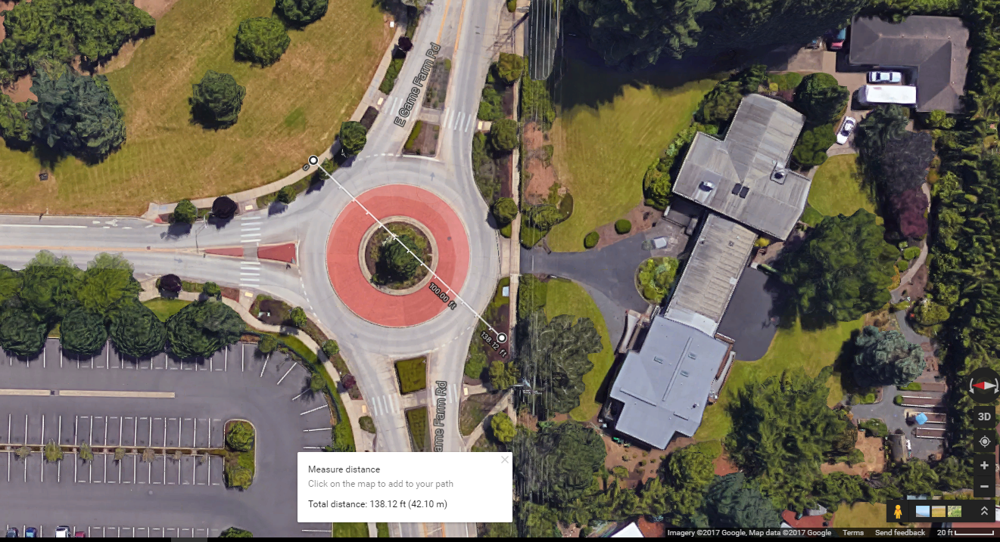 E Game Farm Rd
0
100.00 ft
138.12 ft
ame Farm Rd
Measure distance
Click on the map to add to your path
Total distance: 138.12 ft (42.10 m)
3D
Imagery ©2017 Google, Map data ©2017 Google Terms Send feedback 20 ft